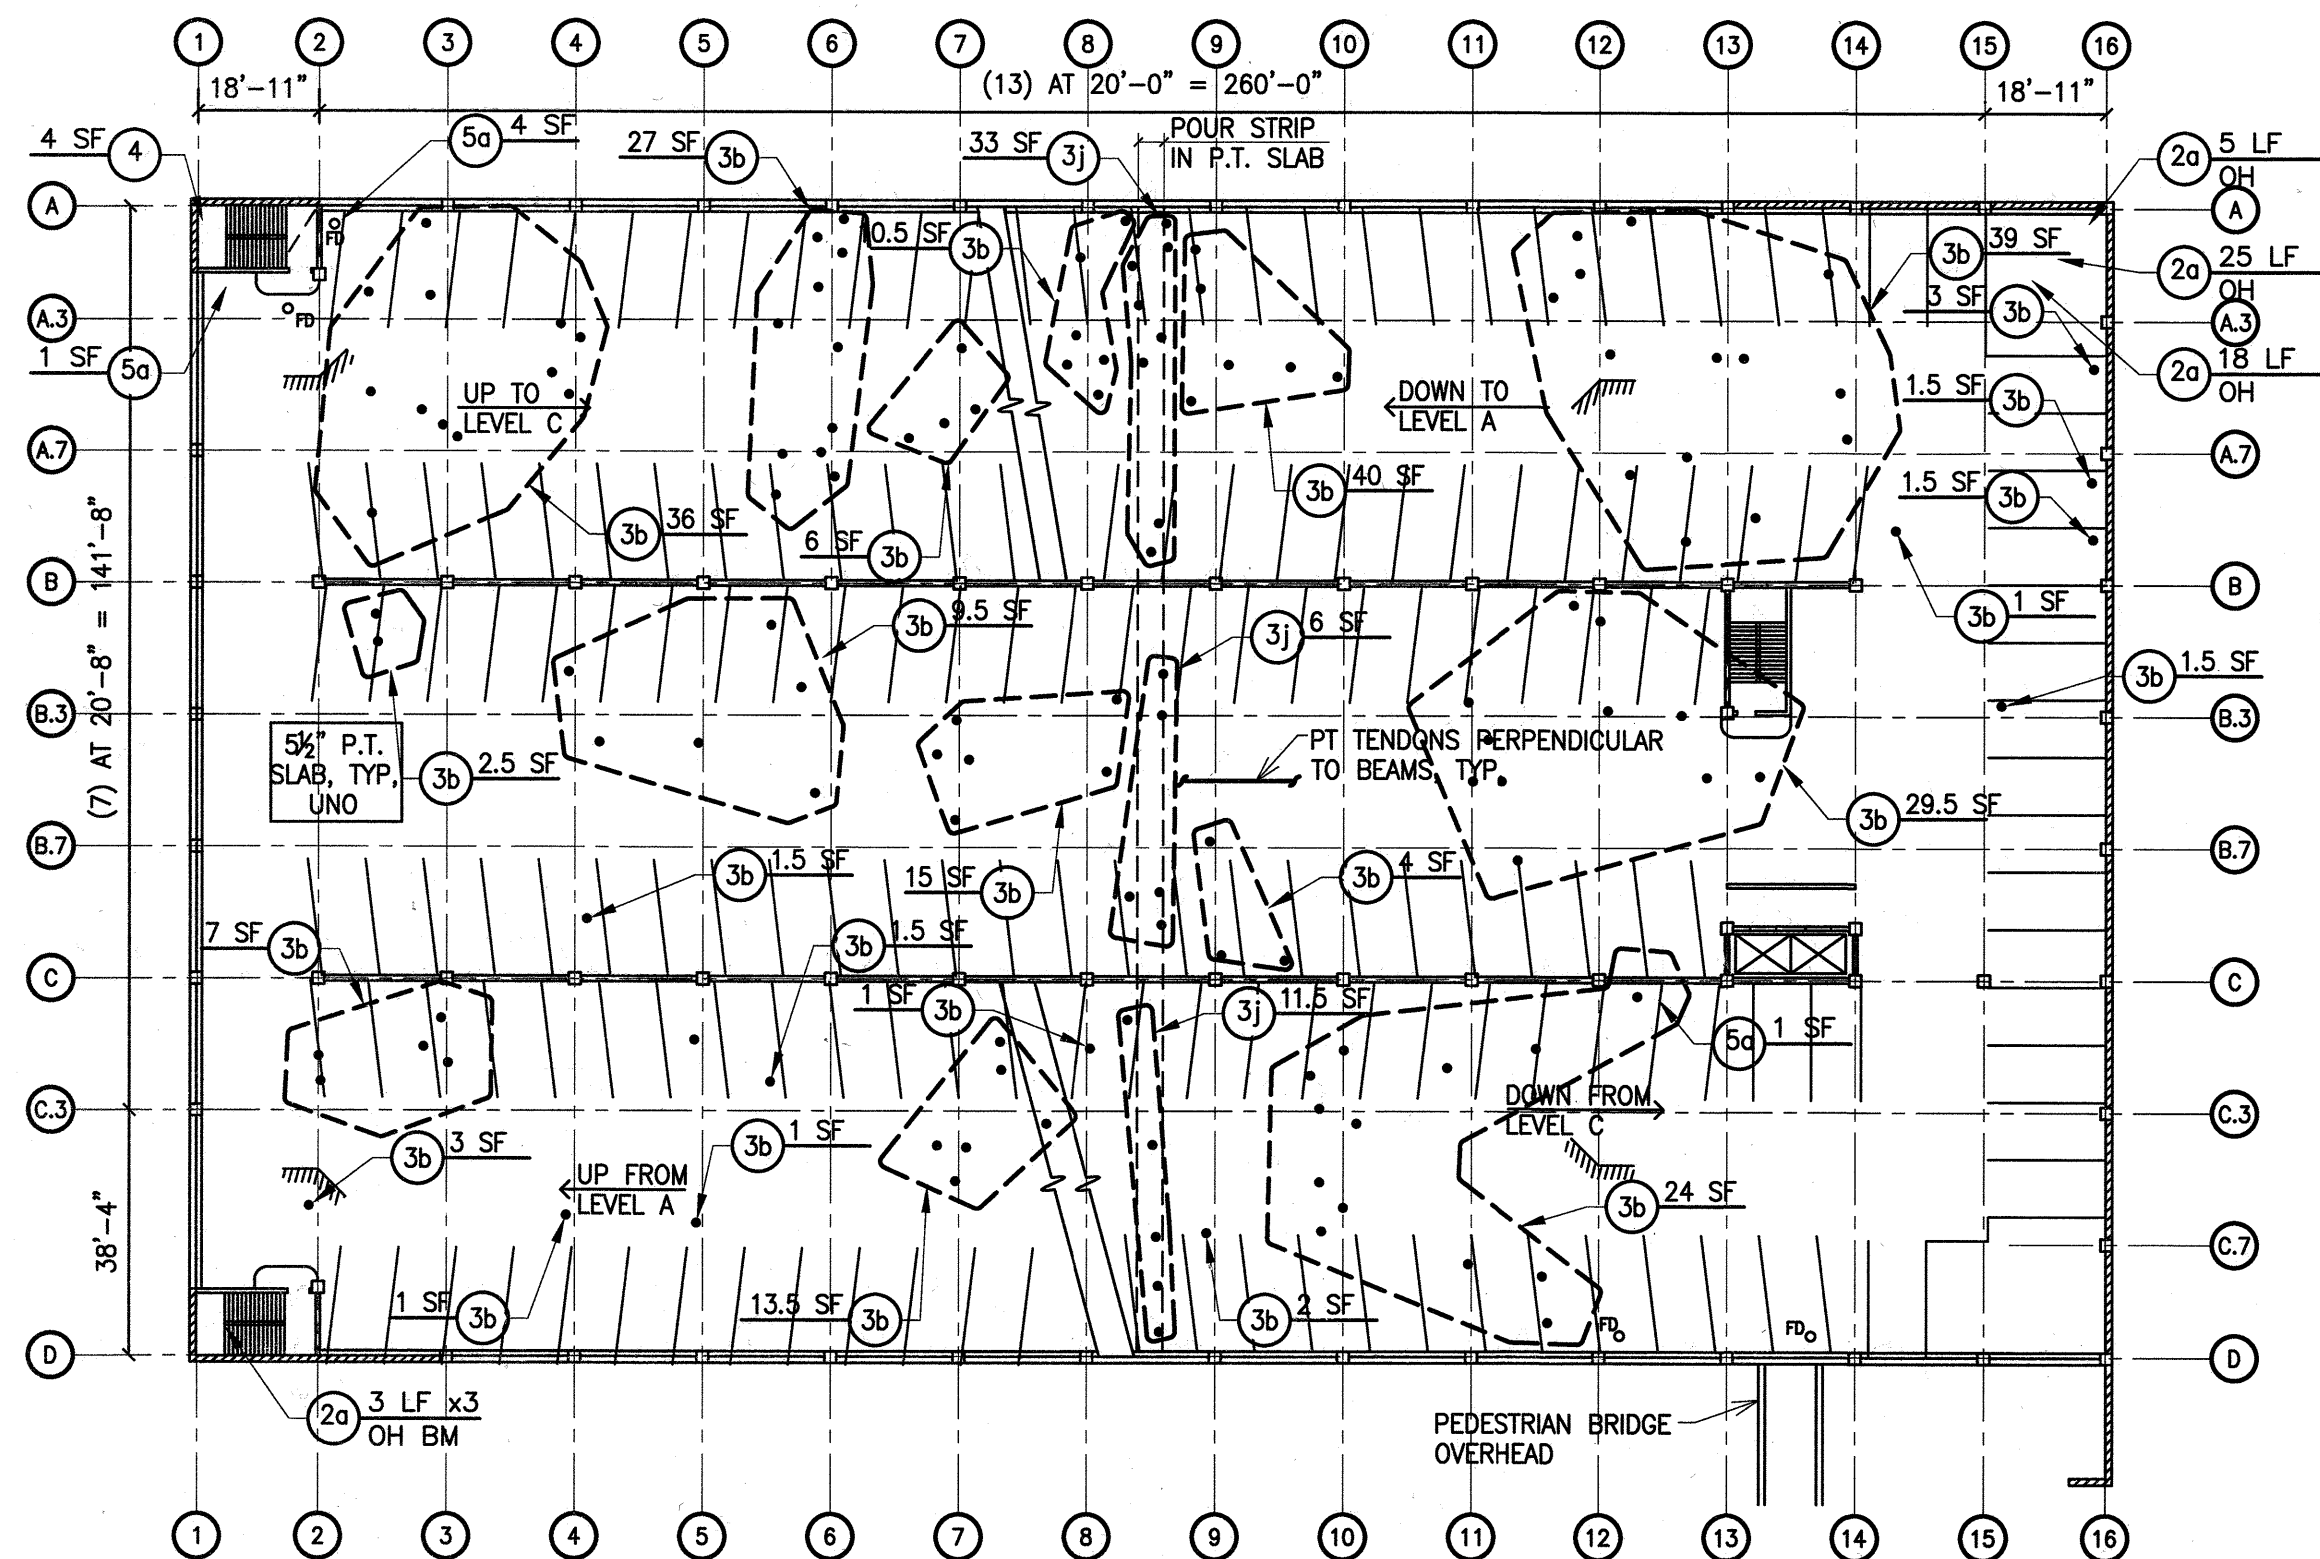 1 2 3 4 5 6 7 8 9 10 11 12 13 14 15 16
18'-11" (13) AT 20'-0" = 260'-0" 18'-11"
4 SF 4
5a 4 SF
27 SF 3b
33 SF 3j
POUR STRIP
IN P.T. SLAB
2a 5 LF
OH
A
A
FD
0.5 SF 3b
3b 39 SF
2a 25 LF
OH
3 SF 3b
A.3
FD
A.3
1 SF 5a
2a 18 LF
OH
UP TO
LEVEL C
DOWN TO
LEVEL A
1.5 SF 3b
A.7
A.7
3b 36 SF
6 SF 3b
3b 40 SF
1.5 SF 3b
(7) AT 20'-8" = 141'-8"
B
B
3b 9.5 SF
3j 6 SF
3b 1 SF
3b 1.5 SF
B.3
B.3
5½" P.T.
SLAB, TYP,
UNO
3b 2.5 SF
PT TENDONS PERPENDICULAR
TO BEAMS, TYP.
3b 29.5 SF
B.7
B.7
3b 1.5 SF
15 SF 3b
3b 4 SF
7 SF 3b
3b 1.5 SF
C
C
1 SF 3b
3j 11.5 SF
5a 1 SF
C.3
C.3
DOWN FROM
LEVEL C
3b 3 SF
3b 1 SF
UP FROM
LEVEL A
3b 24 SF
38'-4"
C.7
1 SF 3b
13.5 SF 3b
3b 2 SF
FD
FD
D
D
2a 3 LF x3
OH BM
PEDESTRIAN BRIDGE
OVERHEAD
1 2 3 4 5 6 7 8 9 10 11 12 13 14 15 16